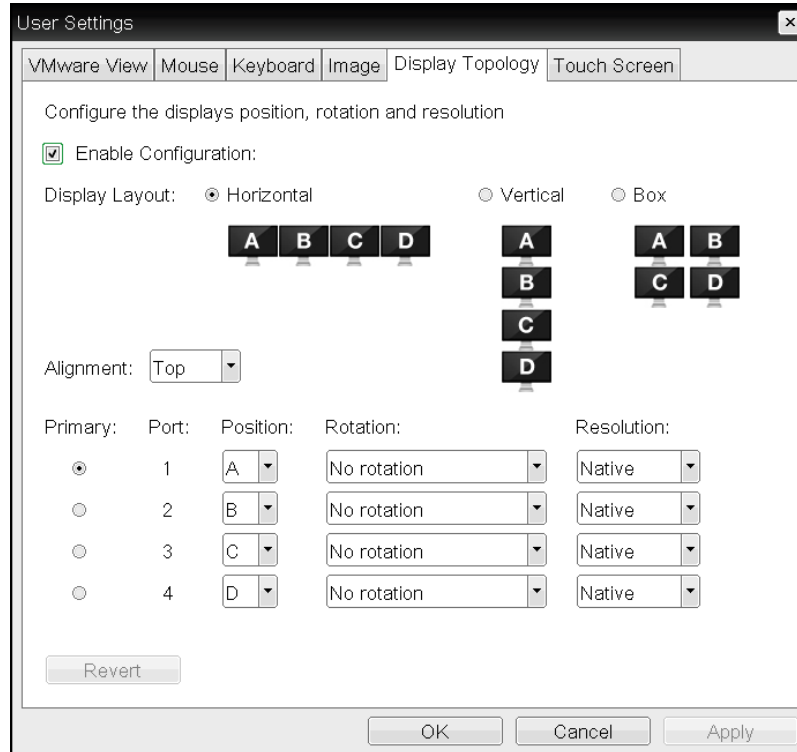 User Settings
VMware View Mouse Keyboard Image Display Topology Touch Screen
Configure the displays position, rotation and resolution
Enable Configuration:
Display Layout: Horizontal Vertical Box
A B C D A A B
B C D
C
D
Alignment: Top
Primary: Port: Position: Rotation: Resolution:
1 A No rotation Native
2 B No rotation Native
3 C No rotation Native
4 D No rotation Native
Revert
OK Cancel Apply